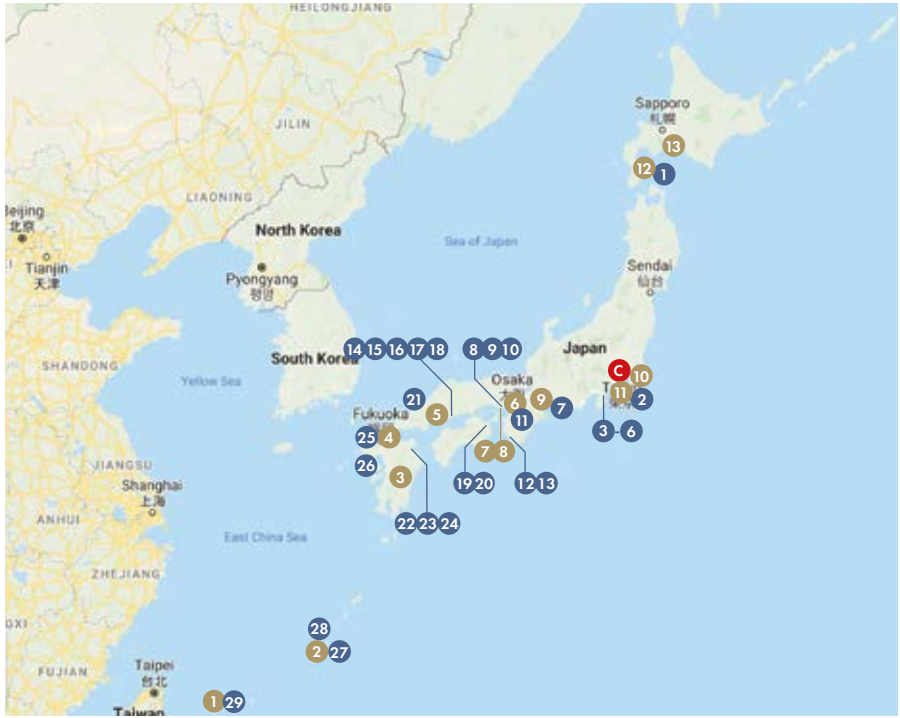 HEILONGJIANG
Sapporo
札幌
13
12 1
JILIN
LIAONING
Beijing
北京
Tianjin
天津
North Korea
Pyongyang
평양
Sea of Japan
Sendai
仙台
SHANDONG
South Korea
Yellow Sea
14 15 16 17 18
8 9 10
Japan
C
10
11 2
3 - 6
Osaka
6
9
7
11
21
5
Fukuoka
25 4
26
3
7 8
19 20
12 13
22 23 24
JIANGSU
Shanghai
上海
ANHUI
East China Sea
ZHEJIANG
GXI
28
2 27
FUJIAN
Taipei
台北
1 29
Taiwan